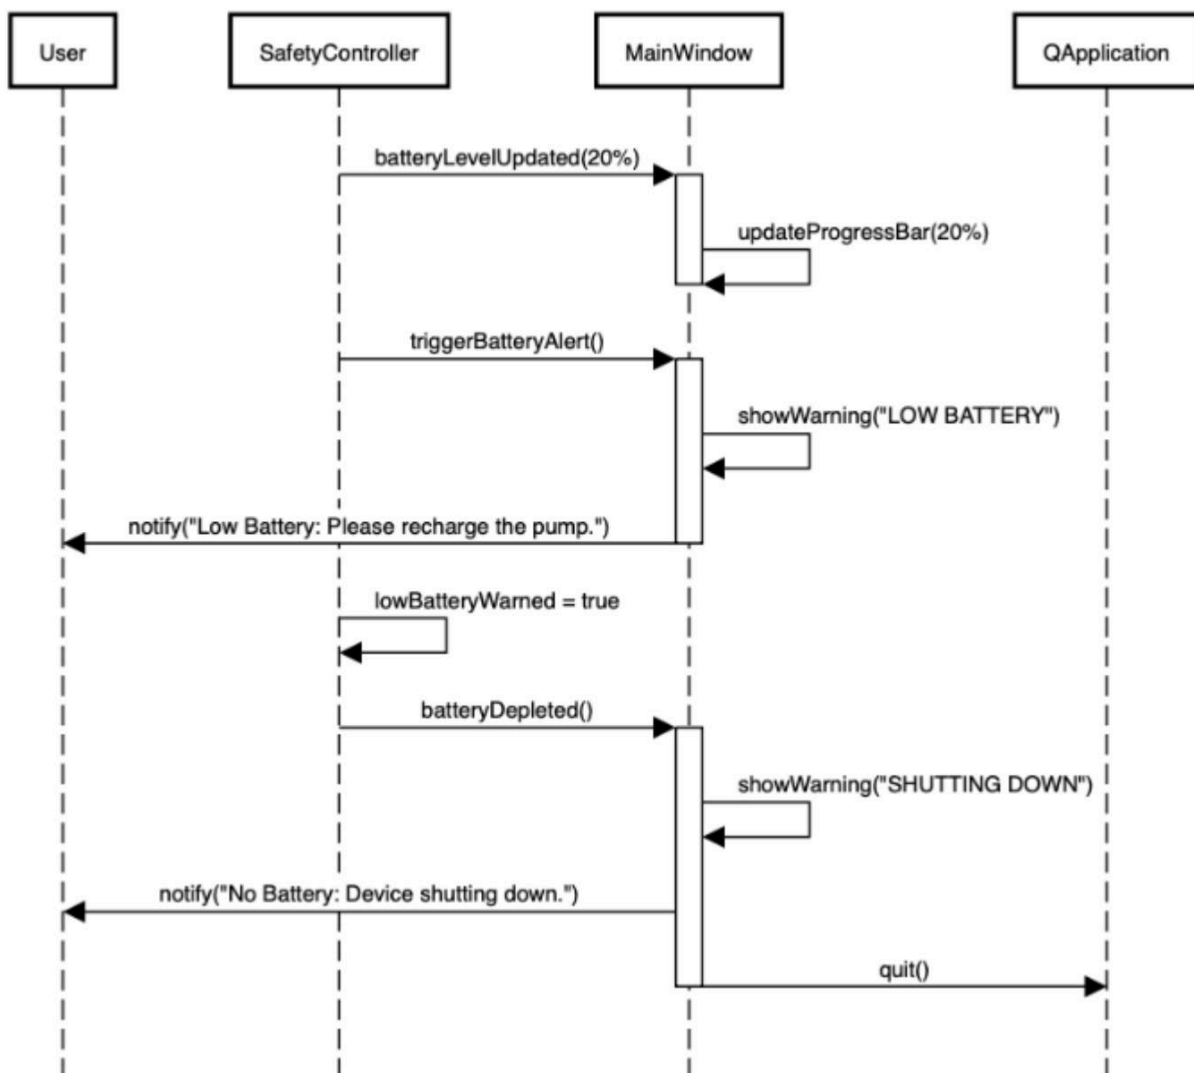 User
SafetyController
MainWindow
QApplication
batteryLevelUpdated(20%)
updateProgressBar(20%)
triggerBatteryAlert()
showWarning("LOW BATTERY")
notify("Low Battery: Please recharge the pump.")
lowBatteryWarned = true
batteryDepleted()
showWarning("SHUTTING DOWN")
notify("No Battery: Device shutting down.")
quit()